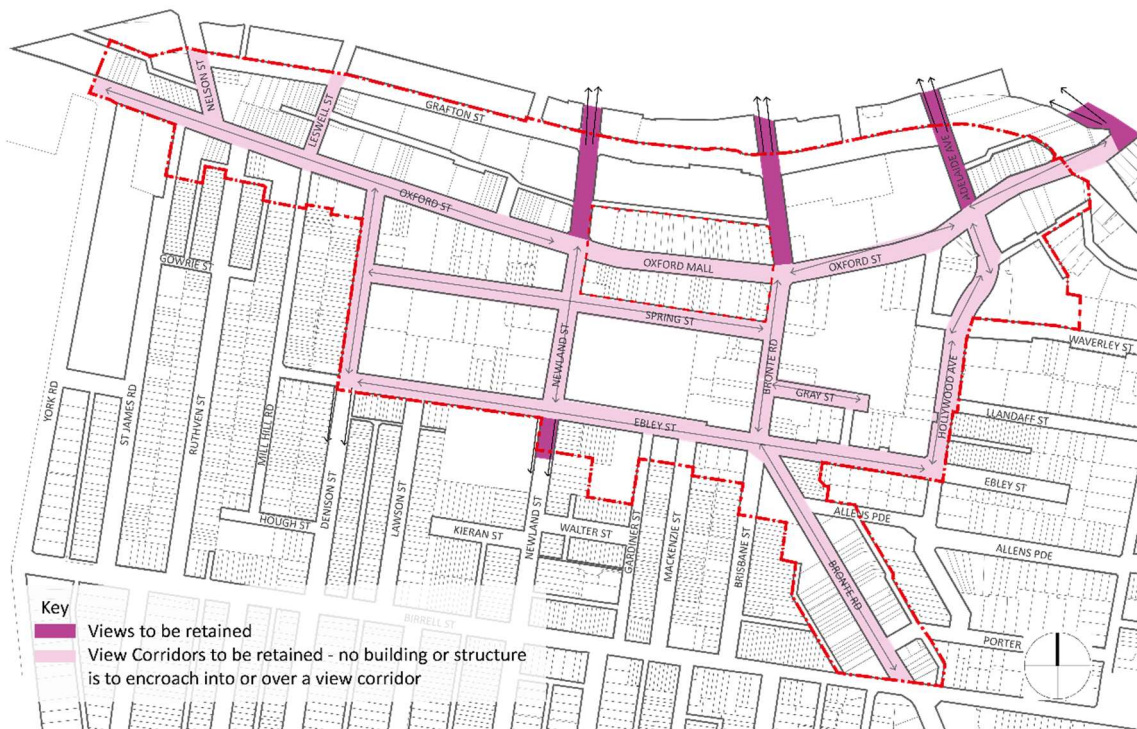 NELSON ST
LESWELL ST
GRAFTON ST
ADELAIDE AVE
OXFORD ST
OXFORD MALL
OXFORD ST
GOWRIE ST
SPRING ST
NEWLAND ST
BRONTE RD
WAVERLEY ST
HOLLYWOOD AVE
GRAY ST
LLANDAFF ST
YORK RD
ST JAMES RD
RUTHVEN ST
MILL HILL RD
EBLEY ST
EBLEY ST
DENISON ST
LAWSON ST
HOUGH ST
KIERAN ST
NEWLAND ST
WALTER ST
GARDINER ST
MACKENZIE ST
BRISBANE ST
ALLENS PDE
ALLENS PDE
BRONTE RD
PORTER
BIRRELL ST
Key
Views to be retained
View Corridors to be retained - no building or structure
is to encroach into or over a view corridor